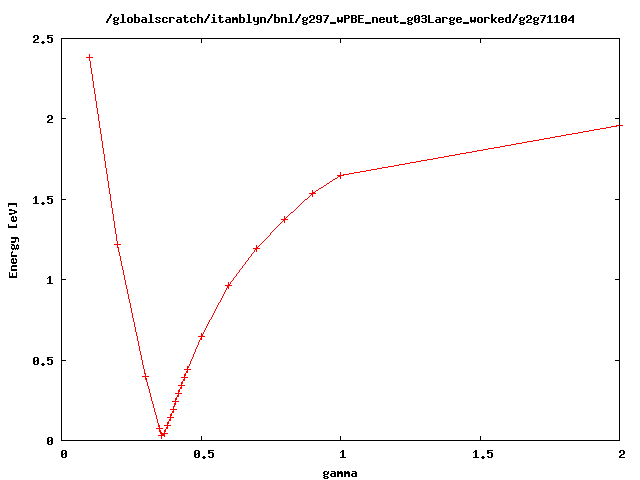 /globalscratch/itamblyn/bnl/g297_wPBE_neut_g03Large_worked/g2g71104
2.5
2
1.5
1
0.5
0
Energy [eV]
0 0.5 1 1.5 2
gamma